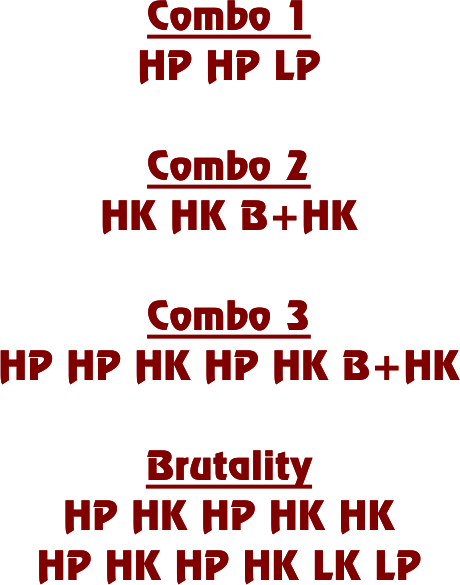 Combo 1
HP HP LP
Combo 2
HK HK B+HK
Combo 3
HP HP HK HP HK B+HK
Brutality
HP HK HP HK HK
HP HK HP HK LK LP